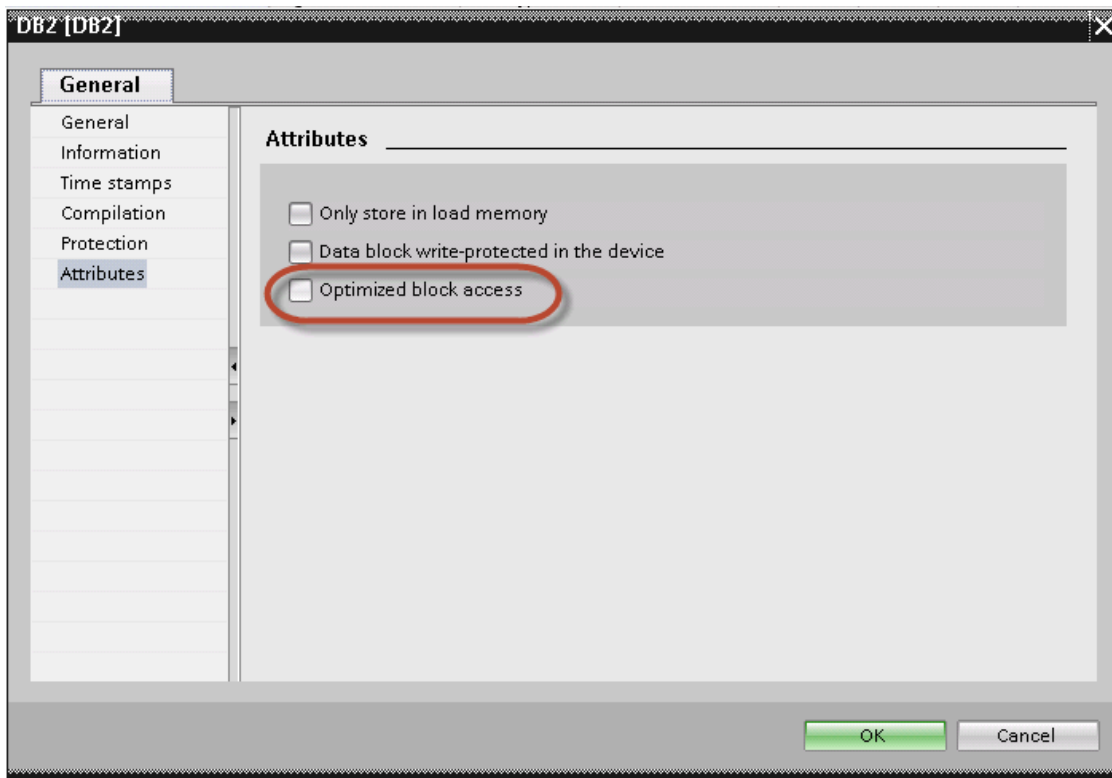 DB2 [DB2]
General
General
Information
Time stamps
Compilation
Protection
Attributes
Attributes
Only store in load memory
Data block write-protected in the device
Optimized block access
OK
Cancel